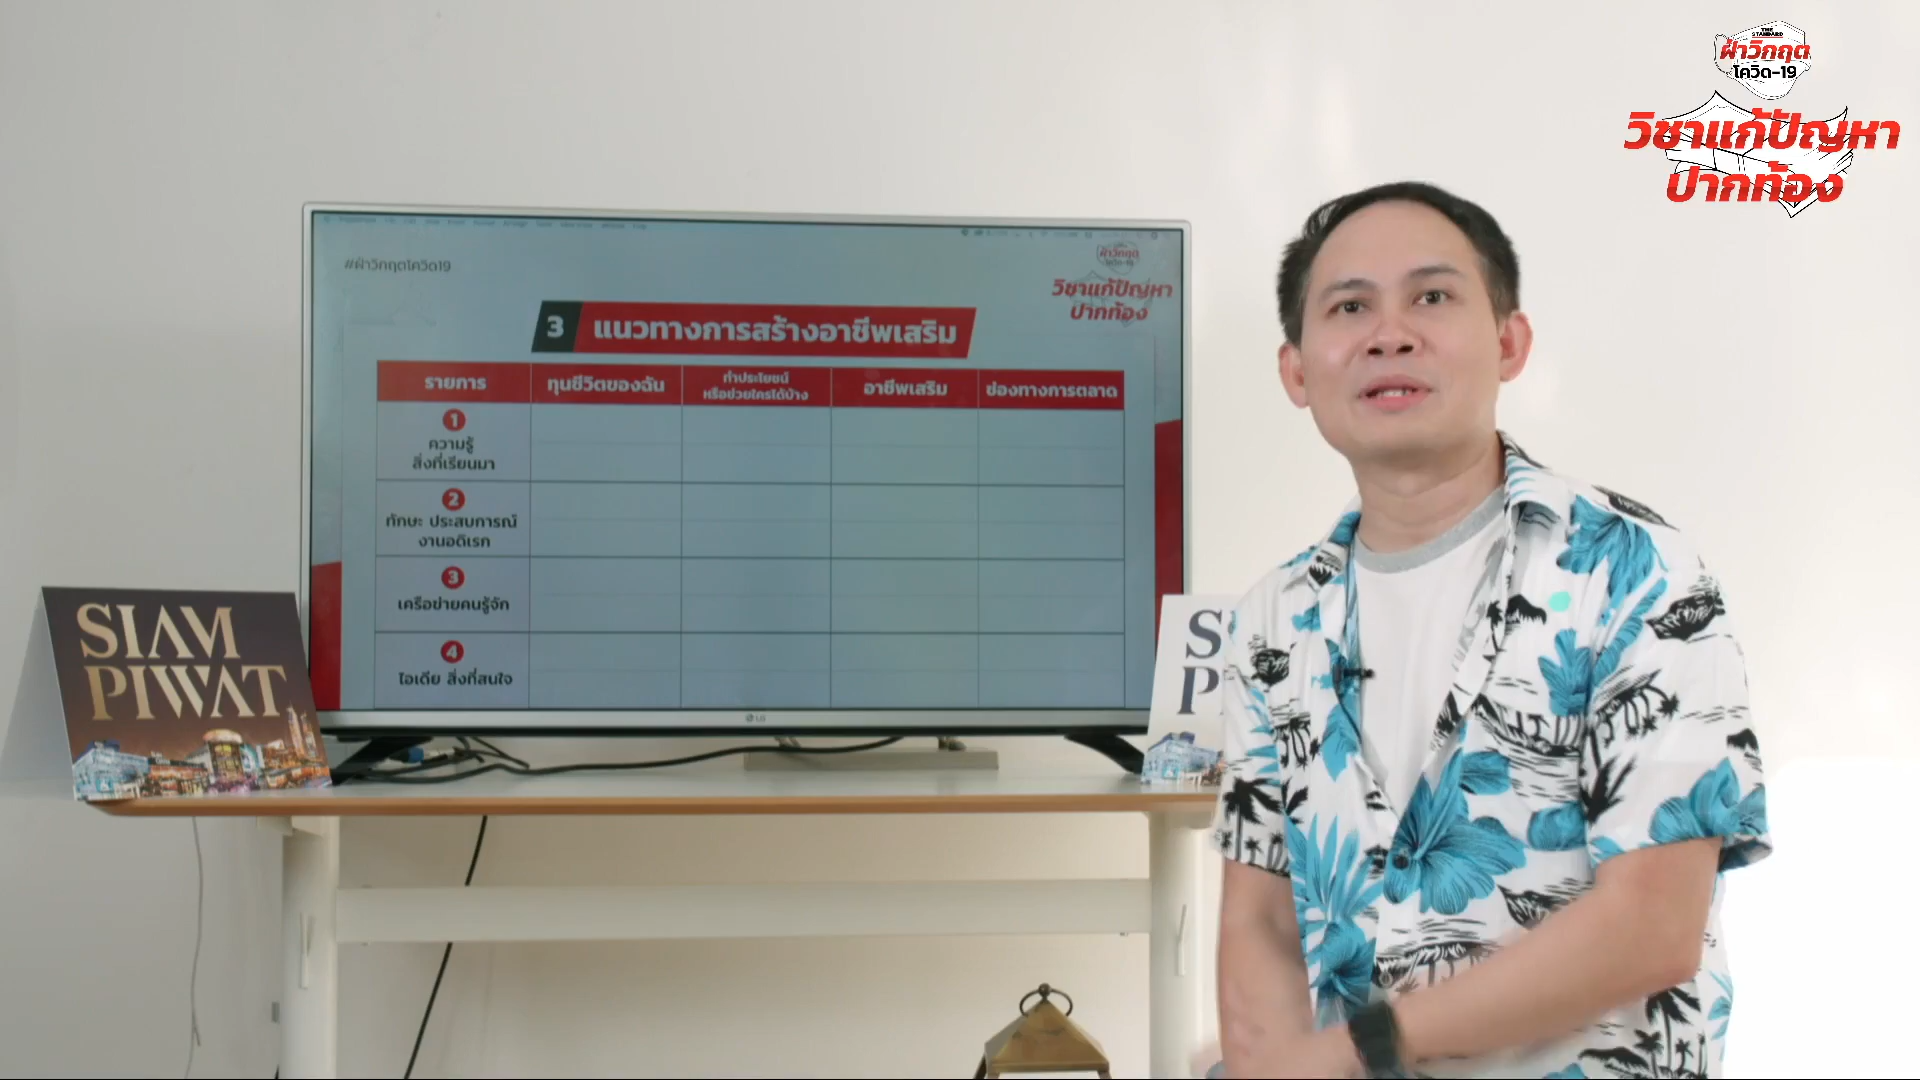 THE
STANDARD
ฝ่าวิกฤต
โควิด-19
วิชาแก้ปัญหา
ปากท้อง
#ฝ่าวิกฤตโควิด19
ฝ่าวิกฤต
โควิด-19
วิชาแก้ปัญหา
ปากท้อง
3 แนวทางการสร้างอาชีพเสริม
รายการ
ทุนชีวิตของฉัน
ทำประโยชน์
หรือช่วยใครได้บ้าง
อาชีพเสริม
ช่องทางการตลาด
1
ความรู้
สิ่งที่เรียนมา
2
ทักษะ ประสบการณ์
งานอดิเรก
3
เครือข่ายคนรู้จัก
4
ไอเดีย สิ่งที่สนใจ
LG
SIAM
PIWAT
S
P